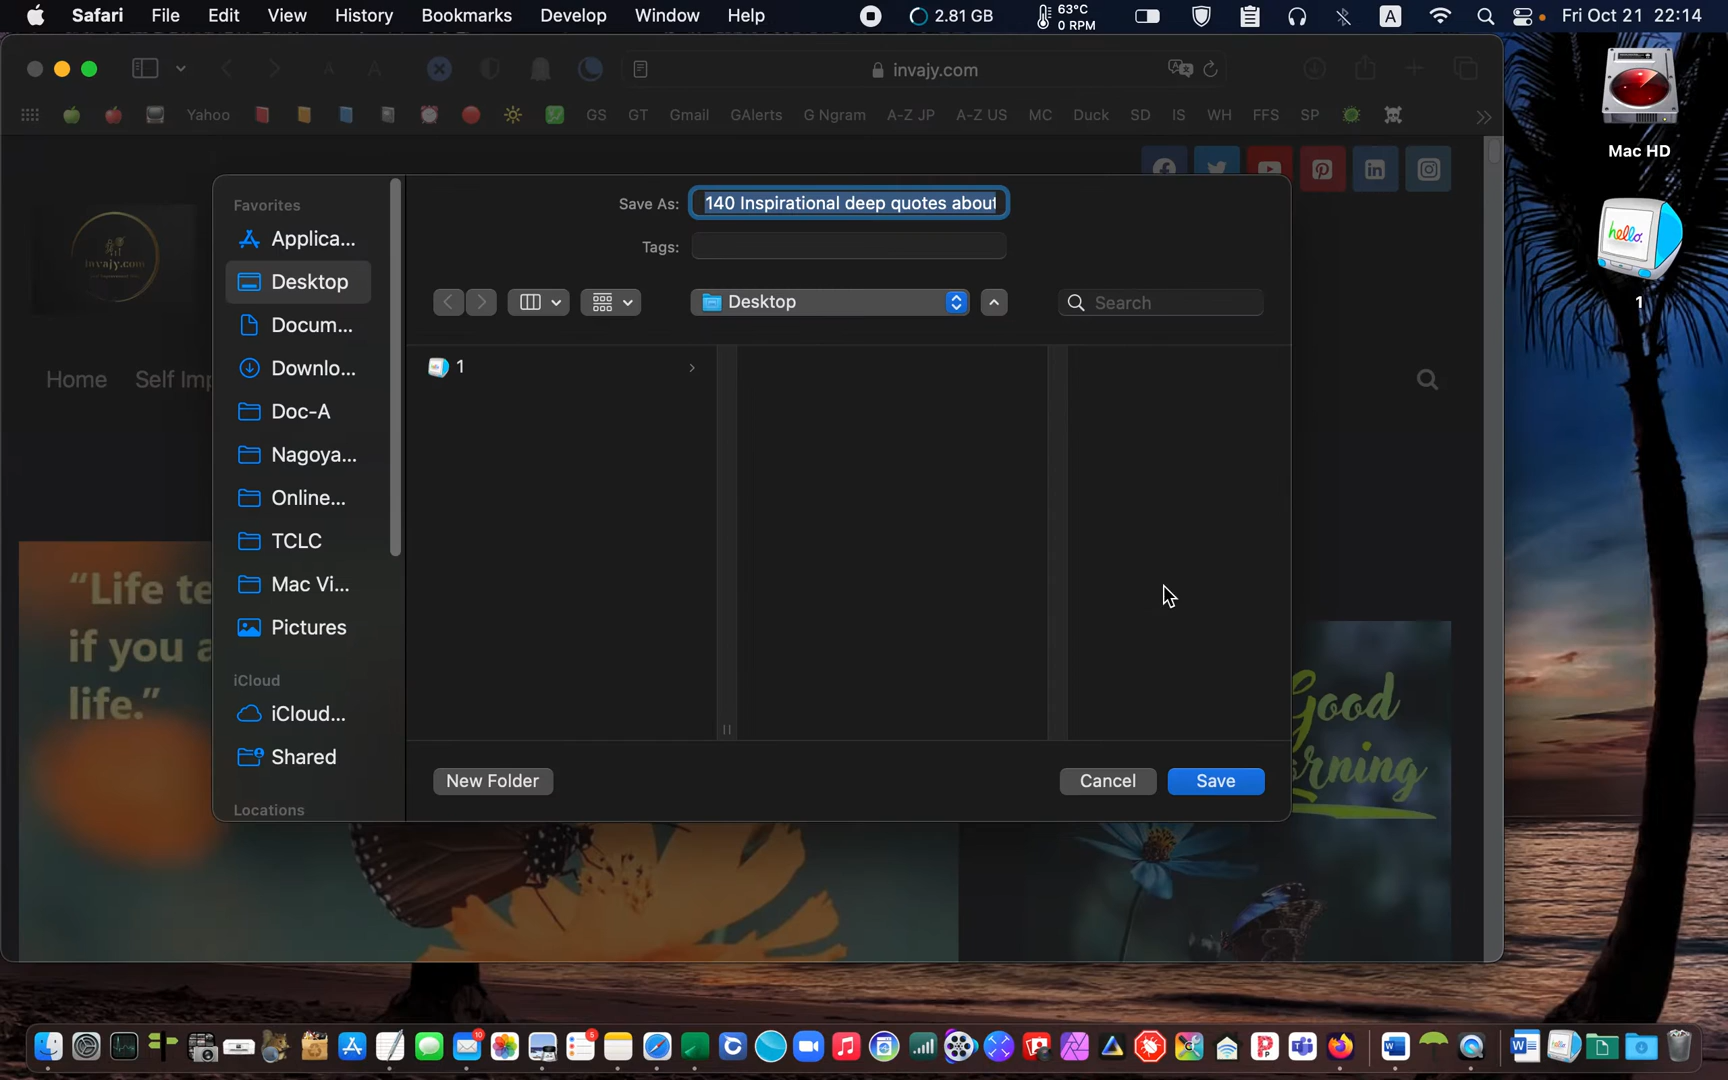 Safari File Edit View History Bookmarks Develop Window Help 2.81 GB 63°C 0 RPM A Fri Oct 21 22:14
A A invajy.com
Yahoo GS GT Gmail GAlerts G Ngram A-Z JP A-Z US MC Duck SD IS WH FFS SP
Mac HD
hello.
1
invajy.com
Home Self Imp
Favorites
Applica...
Desktop
Docum...
Downlo...
Doc-A
Nagoya...
Online...
TCLC
Mac Vi...
Pictures
iCloud
iCloud...
Shared
Locations
Save As: 140 Inspirational deep quotes about
Tags:
Desktop
Search
1
New Folder Cancel Save
“Life te
if you a
life.”
Good